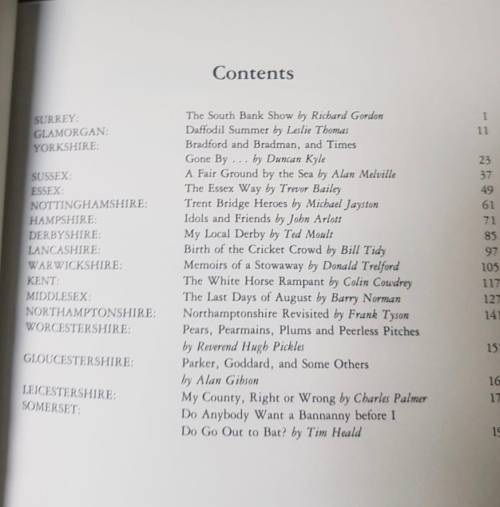 Contents
SURREY: The South Bank Show by Richard Gordon 1
GLAMORGAN: Daffodil Summer by Leslie Thomas 11
YORKSHIRE: Bradford and Bradman, and Times
Gone By . . . by Duncan Kyle 23
SUSSEX: A Fair Ground by the Sea by Alan Melville 37
ESSEX: The Essex Way by Trevor Bailey 49
NOTTINGHAMSHIRE: Trent Bridge Heroes by Michael Jayston 61
HAMPSHIRE: Idols and Friends by John Arlott 71
DERBYSHIRE: My Local Derby by Ted Moult 85
LANCASHIRE: Birth of the Cricket Crowd by Bill Tidy 97
WARWICKSHIRE: Memoirs of a Stowaway by Donald Trelford 105
KENT: The White Horse Rampant by Colin Cowdrey 117
MIDDLESEX: The Last Days of August by Barry Norman 127
NORTHAMPTONSHIRE: Northamptonshire Revisited by Frank Tyson 141
WORCESTERSHIRE: Pears, Pearmains, Plums and Peerless Pitches
by Reverend Hugh Pickles
GLOUCESTERSHIRE: Parker, Goddard, and Some Others
by Alan Gibson
LEICESTERSHIRE: My County, Right or Wrong by Charles Palmer
SOMERSET: Do Anybody Want a Bannanny before I
Do Go Out to Bat? by Tim Heald